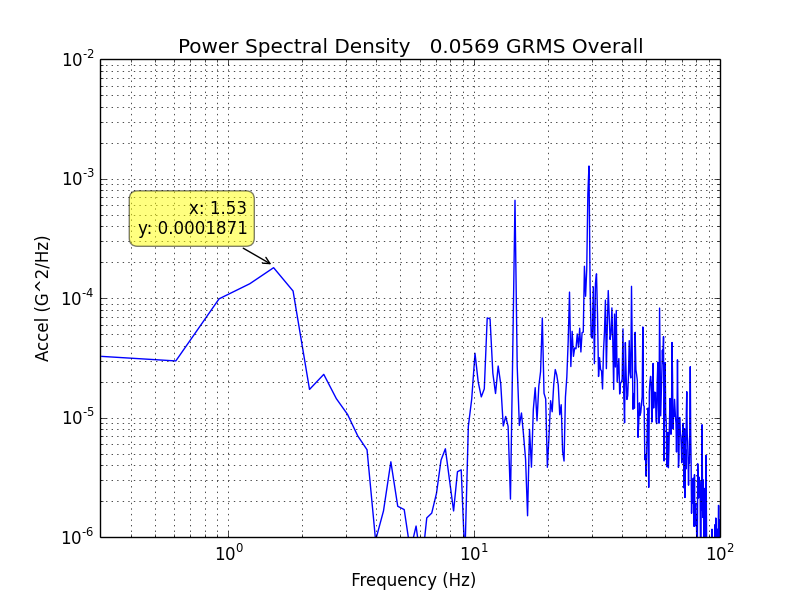 Power Spectral Density   0.0569 GRMS Overall
10^-2
10^-3
x: 1.53
y: 0.0001871
10^-4
Accel (G^2/Hz)
10^-5
10^-6
10^0 10^1 10^2
Frequency (Hz)